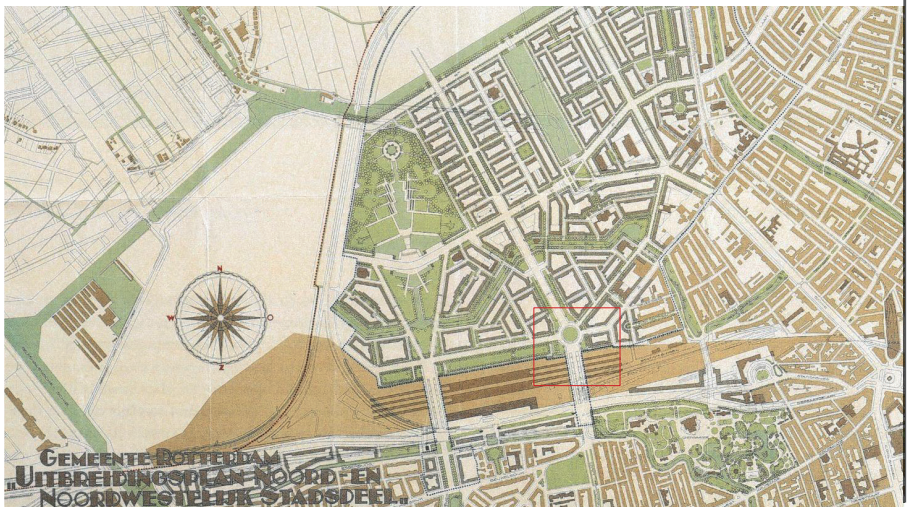 N
W
O
Z
GEMEENTE ROTTERDAM
„UITBREIDINGSPLAN NOORD- EN
NOORDWESTELIJK STADSDEEL„